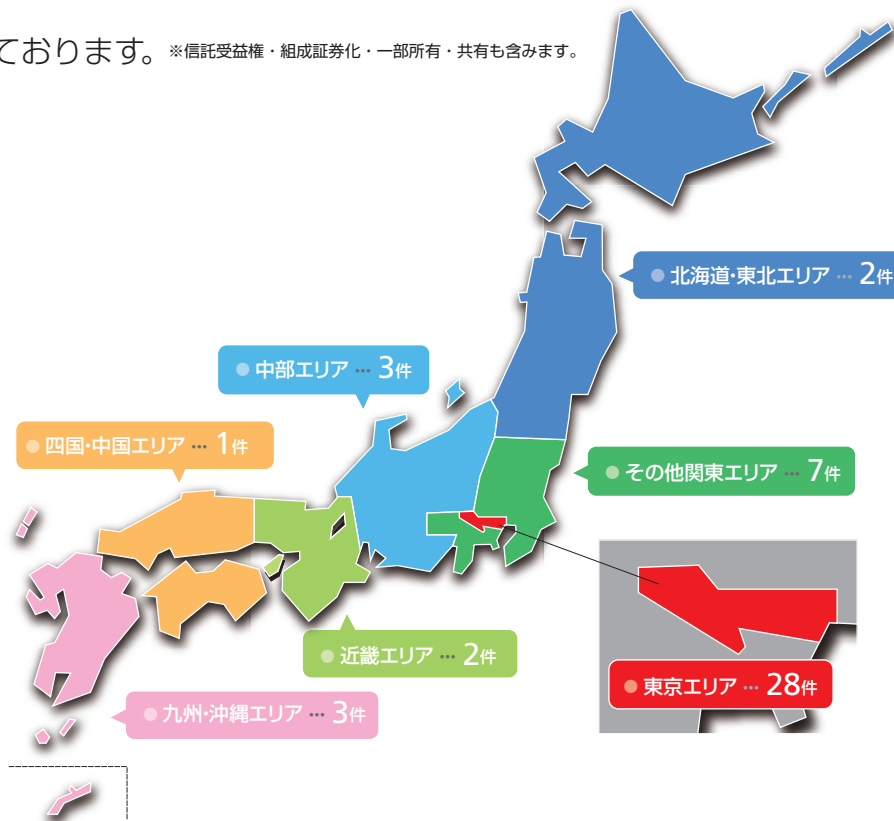 ております。 ※信託受益権・組成証券化・一部所有・共有も含みます。
北海道・東北エリア … 2件
中部エリア … 3件
四国・中国エリア … 1件
その他関東エリア … 7件
近畿エリア … 2件
東京エリア … 28件
九州・沖縄エリア … 3件